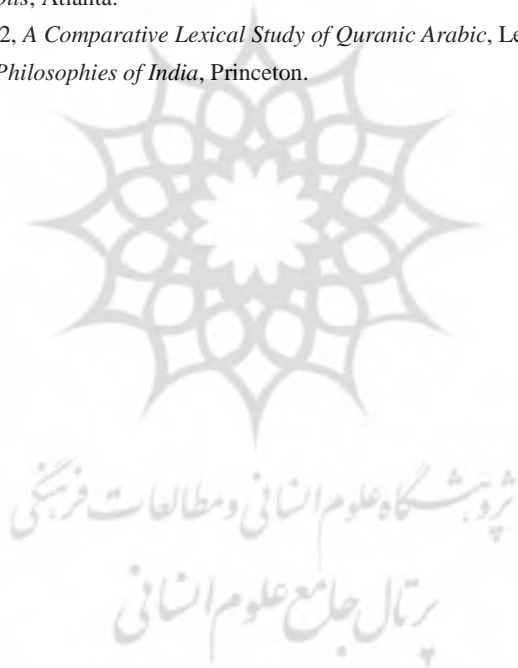 olis, Atlanta.
2, A Comparative Lexical Study of Quranic Arabic, Le
Philosophies of India, Princeton.
پژوهشگاه علوم انسانی و مطالعات فرهنگی
پرتال جامع علوم انسانی